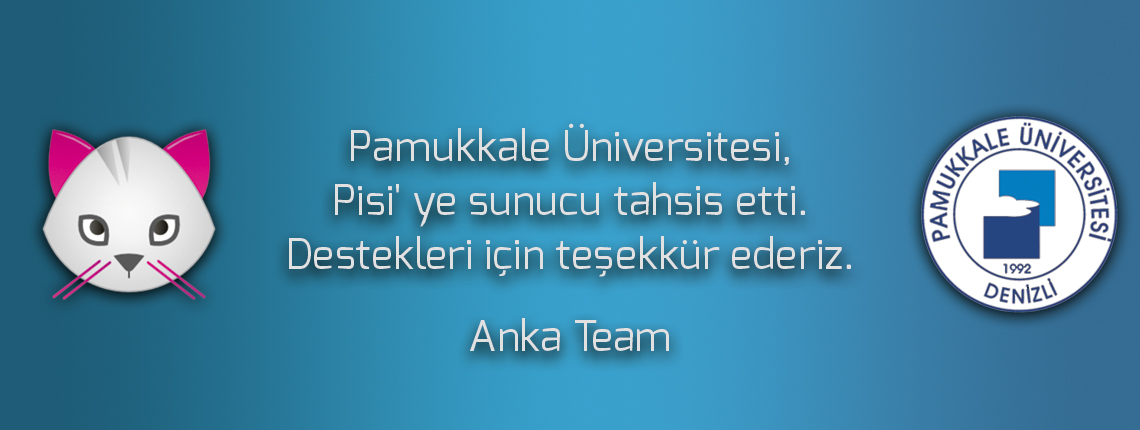 Pamukkale Üniversitesi,
Pisi' ye sunucu tahsis etti.
Destekleri için teşekkür ederiz.
Anka Team
PAMUKKALE ÜNİVERSİTESİ
1992
DENİZLİ